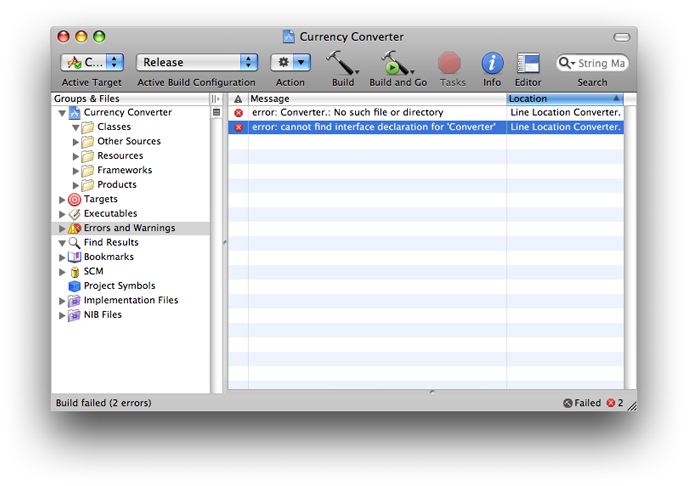 Currency Converter
C... Release String Ma
Active Target Active Build Configuration Action Build Build and Go Tasks Info Editor Search
Groups & Files Message Location
Currency Converter error: Converter.: No such file or directory Line Location Converter.
Classes error: cannot find interface declaration for 'Converter' Line Location Converter.
Other Sources
Resources
Frameworks
Products
Targets
Executables
Errors and Warnings
Find Results
Bookmarks
SCM
Project Symbols
Implementation Files
NIB Files
Build failed (2 errors) Failed 2